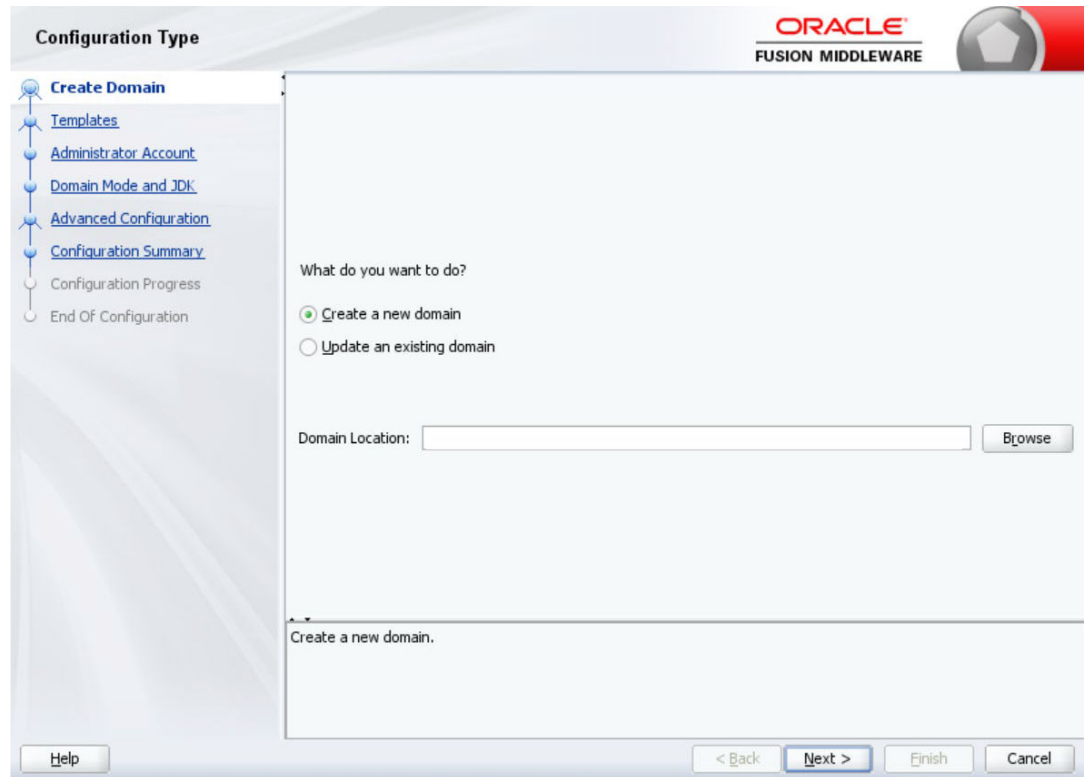 Configuration Type
ORACLE
FUSION MIDDLEWARE
Create Domain
Templates
Administrator Account
Domain Mode and JDK
Advanced Configuration
Configuration Summary
Configuration Progress
End Of Configuration
What do you want to do?
Create a new domain
Update an existing domain
Domain Location:
Browse
Create a new domain.
Help
< Back
Next >
Finish
Cancel